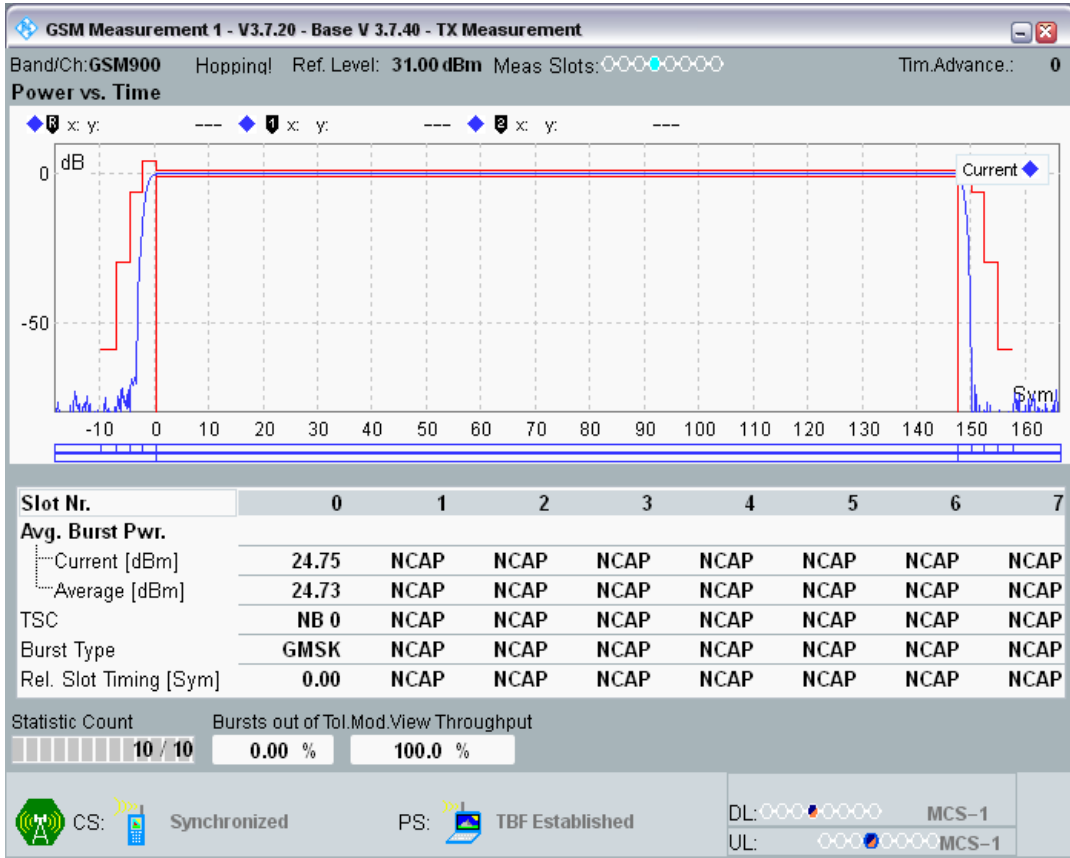 GSM Measurement 1 - V3.7.20 - Base V 3.7.40 - TX Measurement
Band/Ch:GSM900 Hopping! Ref. Level: 31.00 dBm Meas Slots: Tim.Advance.: 0
Power vs. Time
R x: y: --- 1 x: y: --- 2 x: y: ---
dB
Current
0
-50
Sym
-10 0 10 20 30 40 50 60 70 80 90 100 110 120 130 140 150 160
Slot Nr. 0 1 2 3 4 5 6 7
Avg. Burst Pwr.
Current [dBm] 24.75 NCAP NCAP NCAP NCAP NCAP NCAP NCAP
Average [dBm] 24.73 NCAP NCAP NCAP NCAP NCAP NCAP NCAP
TSC NB 0 NCAP NCAP NCAP NCAP NCAP NCAP NCAP
Burst Type GMSK NCAP NCAP NCAP NCAP NCAP NCAP NCAP
Rel. Slot Timing [Sym] 0.00 NCAP NCAP NCAP NCAP NCAP NCAP NCAP
Statistic Count Bursts out of Tol.Mod.View Throughput
10 / 10 0.00 % 100.0 %
CS: Synchronized PS: TBF Established
DL: MCS-1
UL: MCS-1